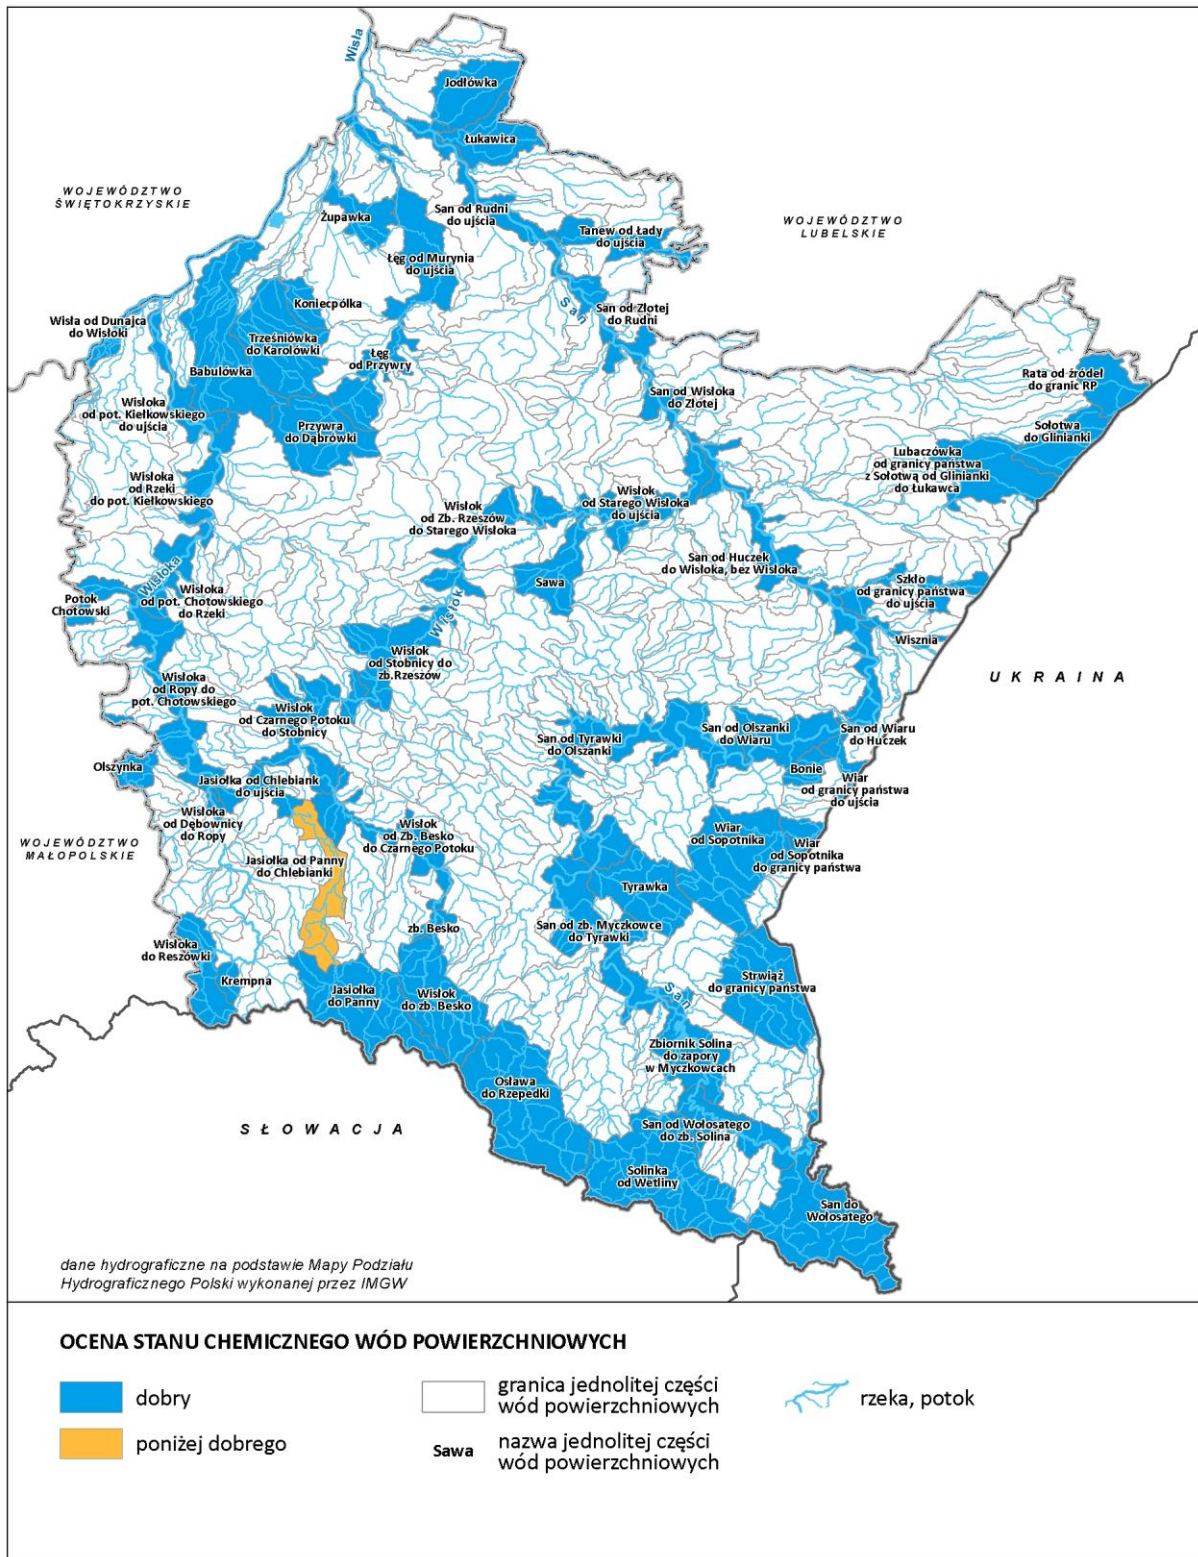 Wisła
Jodłówka
Łukawica
WOJEWÓDZTWO
ŚWIĘTOKRZYSKIE
Żupawka
San od Rudni
do ujścia
WOJEWÓDZTWO
LUBELSKIE
Tanew od Łady
do ujścia
Łęg od Murynia
do ujścia
Koniecpólka
San
San od Złotej
do Rudni
Wisła od Dunajca
do Wisłoki
Trześniówka
do Karolówki
Łęg
od Przywry
Babulówka
Rata od źródeł
do granic RP
San od Wisłoka
do Złotej
Wisłoka
od pot. Kiełkowskiego
do ujścia
Przywra
do Dąbrówki
Sołotwa
do Glinianki
Lubaczówka
od granicy państwa
z Sołotwą od Glinianki
do Łukawca
Wisłoka
od Rzeki
do pot. Kiełkowskiego
Wisłok
od Zb. Rzeszów
do Starego Wisłoka
Wisłok
od Starego Wisłoka
do ujścia
San od Huczek
do Wisłoka, bez Wisłoka
Sawa
Szkło
od granicy państwa
do ujścia
Wisłoka
Potok
Chotowski
Wisłoka
od pot. Chotowskiego
do Rzeki
Wisłok
Wisznia
Wisłok
od Stobnicy do
zb.Rzeszów
UKRAINA
Wisłoka
od Ropy do
pot. Chotowskiego
Wisłok
od Czarnego Potoku
do Stobnicy
San od Tyrawki
do Olszanki
San od Olszanki
do Wiaru
San od Wiaru
do Huczek
Olszynka
Jasiołka od Chlebiank
do ujścia
Bonie
Wiar
od granicy państwa
do ujścia
Wisłoka
od Dębownicy
do Ropy
Wisłok
od Zb. Besko
do Czarnego Potoku
WOJEWÓDZTWO
MAŁOPOLSKIE
Wiar
od Sopotnika
Wiar
od Sopotnika
do granicy państwa
Jasiołka od Panny
do Chlebianki
Tyrawka
zb. Besko
San od zb. Myczkowce
do Tyrawki
Wisłoka
do Reszówki
Krempna
Jasiołka
do Panny
Wisłok
do zb. Besko
San
Strwiąż
do granicy państwa
Zbiornik Solina
do zapory
w Myczkowcach
Osława
do Rzepedki
SŁOWACJA
San od Wołosatego
do zb. Solina
Solinka
od Wetliny
San do
Wołosatego
dane hydrograficzne na podstawie Mapy Podziału
Hydrograficznego Polski wykonanej przez IMGW
OCENA STANU CHEMICZNEGO WÓD POWIERZCHNIOWYCH
dobry
poniżej dobrego
granica jednolitej części
wód powierzchniowych
Sawa
nazwa jednolitej części
wód powierzchniowych
rzeka, potok